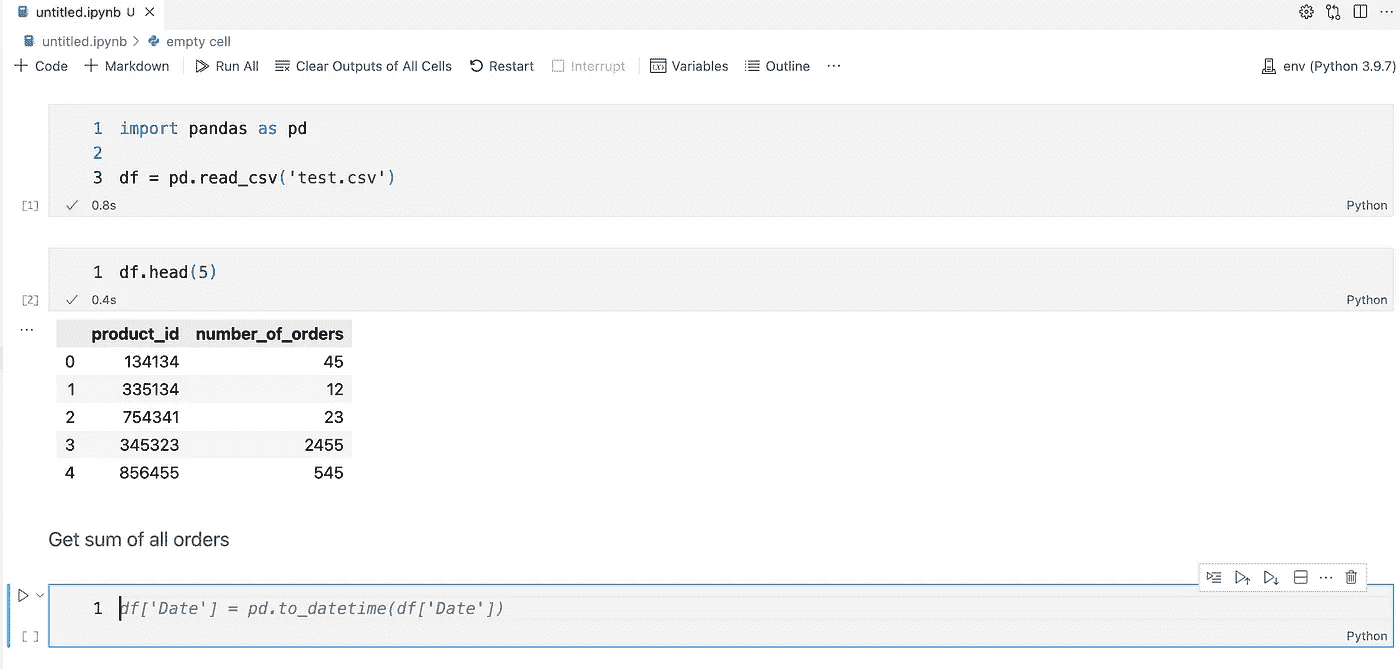 untitled.ipynb U
untitled.ipynb > empty cell
+ Code + Markdown Run All Clear Outputs of All Cells Restart Interrupt Variables Outline ... env (Python 3.9.7)
1 import pandas as pd
2
3 df = pd.read_csv('test.csv')
[1] 0.8s Python
1 df.head(5)
[2] 0.4s Python
product_id number_of_orders
0 134134 45
1 335134 12
2 754341 23
3 345323 2455
4 856455 545
Get sum of all orders
1 df['Date'] = pd.to_datetime(df['Date'])
[ ] Python